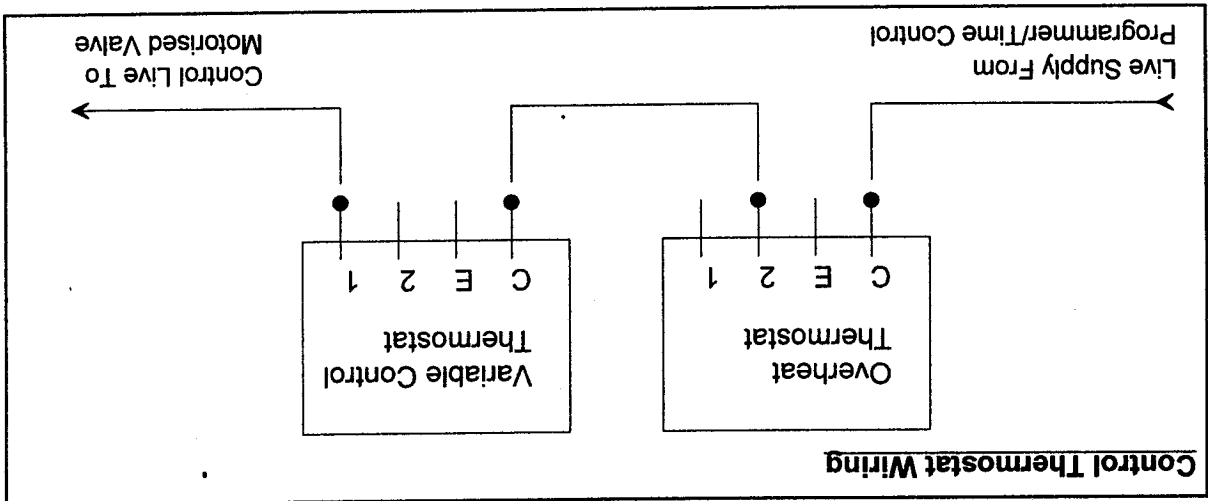 Control Thermostat Wiring
Overheat
Thermostat
C E 2 1
Variable Control
Thermostat
C E 2 1
Live Supply From
Programmer/Time Control
Control Live To
Motorised Valve